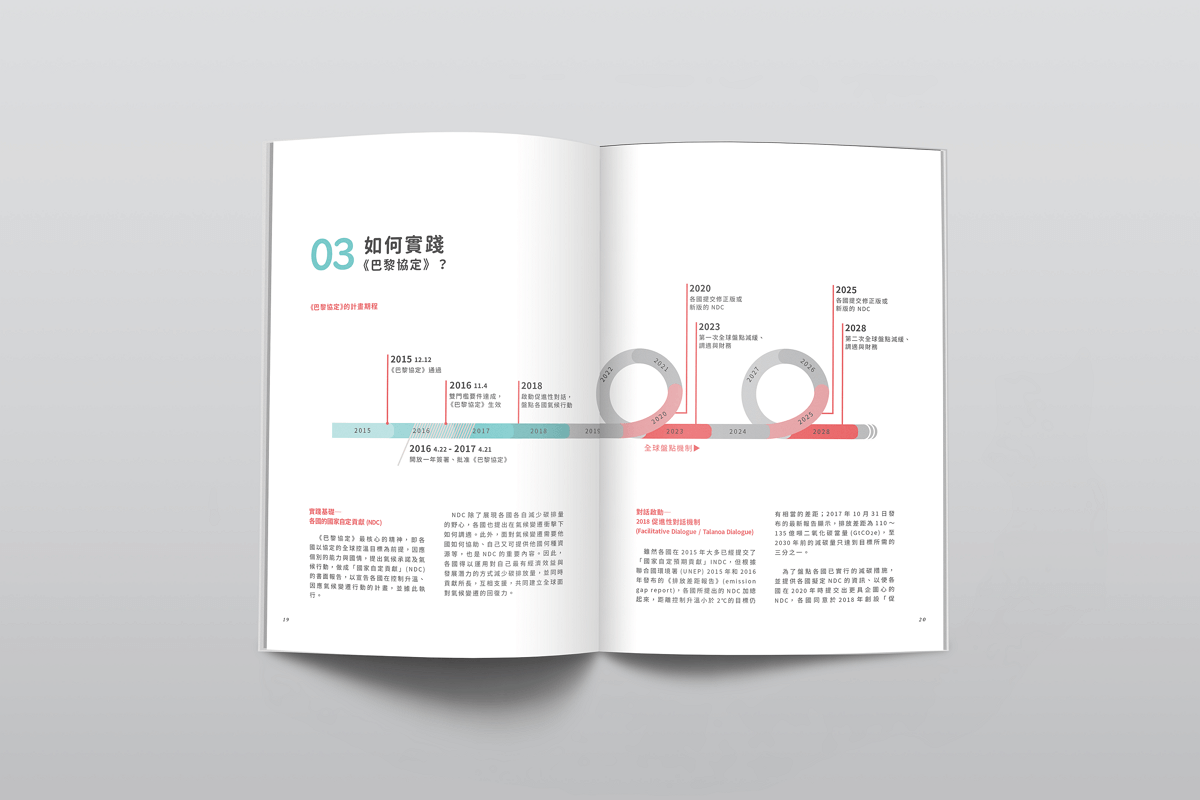 03 如何實踐
《巴黎協定》？
《巴黎協定》的計畫期程
2015 12.12
《巴黎協定》通過
2016 11.4
雙門檻要件達成，
《巴黎協定》生效
2018
啟動促進性對話，
盤點各國氣候行動
2015
2016
2017
2018
2019
2016 4.22 - 2017 4.21
開放一年簽署、批准《巴黎協定》
實踐基礎─
各國的國家自定貢獻 (NDC)
《巴黎協定》最核心的精神，即各
國以協定的全球控溫目標為前提，因應
個別的能力與國情，提出氣候承諾及氣
候行動，做成「國家自定貢獻」(NDC)
的書面報告，以宣告各國在控制升溫、
因應氣候變遷行動的計畫，並據此執
行。
NDC 除了展現各國各自減少碳排量
的野心，各國也提出在氣候變遷衝擊下
如何調適。此外，面對氣候變遷需要他
國如何協助、自己又可提供他國何種資
源等，也是 NDC 的重要內容。因此，
各國得以運用對自己最有經濟效益與
發展潛力的方式減少碳排放量，並同時
貢獻所長，互相支援，共同建立全球面
對氣候變遷的回復力。
19
2020
各國提交修正版或
新版的 NDC
2023
第一次全球盤點減緩、
調適與財務
2025
各國提交修正版或
新版的 NDC
2028
第二次全球盤點減緩、
調適與財務
2022
2021
2020
2023
2024
2027
2026
2025
2028
全球盤點機制▶
對話啟動─
2018 促進性對話機制
(Facilitative Dialogue / Talanoa Dialogue)
雖然各國在 2015 年大多已經提交了
「國家自定預期貢獻」INDC，但根據
聯合國環境署 (UNEP) 2015 年和 2016
年發布的《排放差距報告》(emission
gap report)，各國所提出的 NDC 加總
起來，距離控制升溫小於 2℃的目標仍
有相當的差距；2017 年 10 月 31 日發
布的最新報告顯示，排放差距為 110 ～
135 億噸二氧化碳當量 (GtCO2e)。至
2030 年前的減碳量只達到目標所需的
三分之一。
為了盤點各國已實行的減碳措施，
並提供各國擬定 NDC 的資訊、以便各
國在 2020 年時提交出更具企圖心的
NDC，各國同意於 2018 年創設「促
20